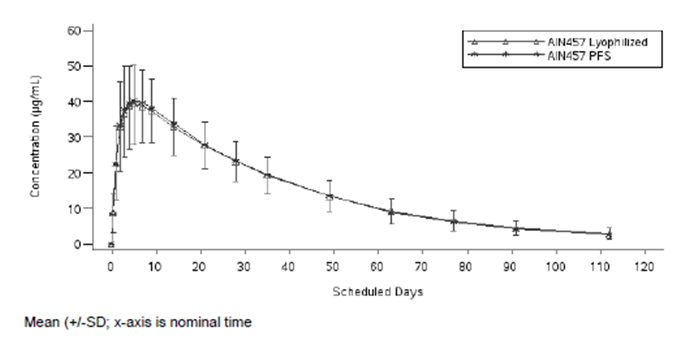 60
50
40
30
20
10
0
Concentration (µg/mL)
AIN457 Lyophilized
AIN457 PFS
0 10 20 30 40 50 60 70 80 90 100 110 120
Scheduled Days
Mean (+/-SD; x-axis is nominal time